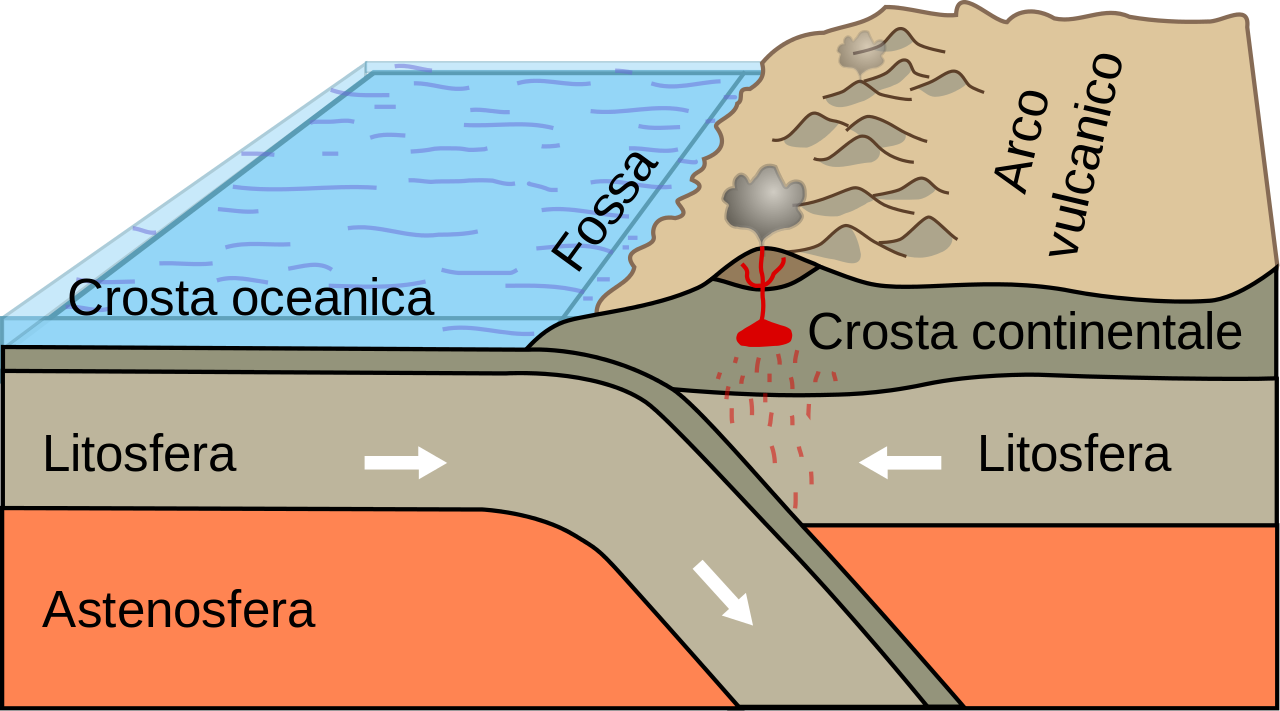 Arco
vulcanico
Fossa
Crosta oceanica
Crosta continentale
Litosfera
Litosfera
Astenosfera